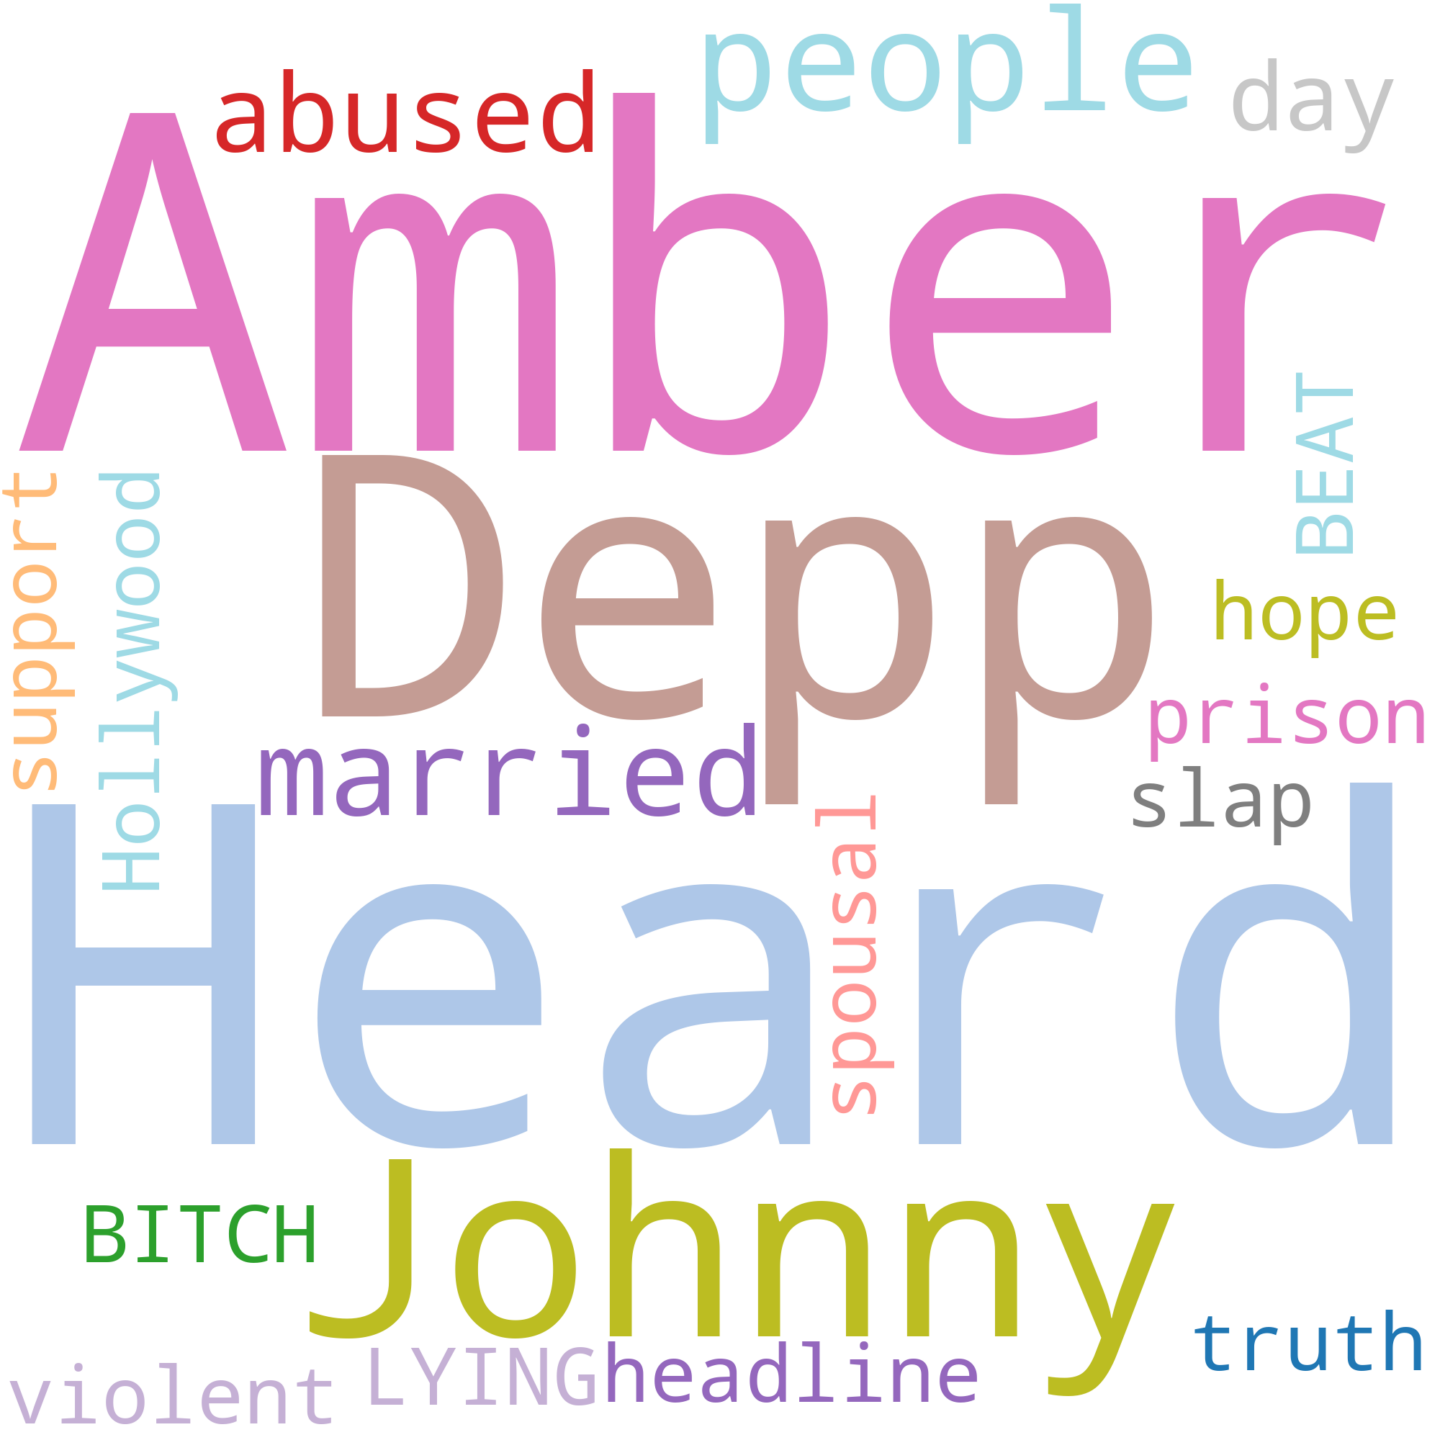 people
day
abused
Amber
BEAT
support
Hollywood
Depp
hope
prison
married
slap
spousal
Heard
BITCH
Johnny
truth
LYING
headline
violent